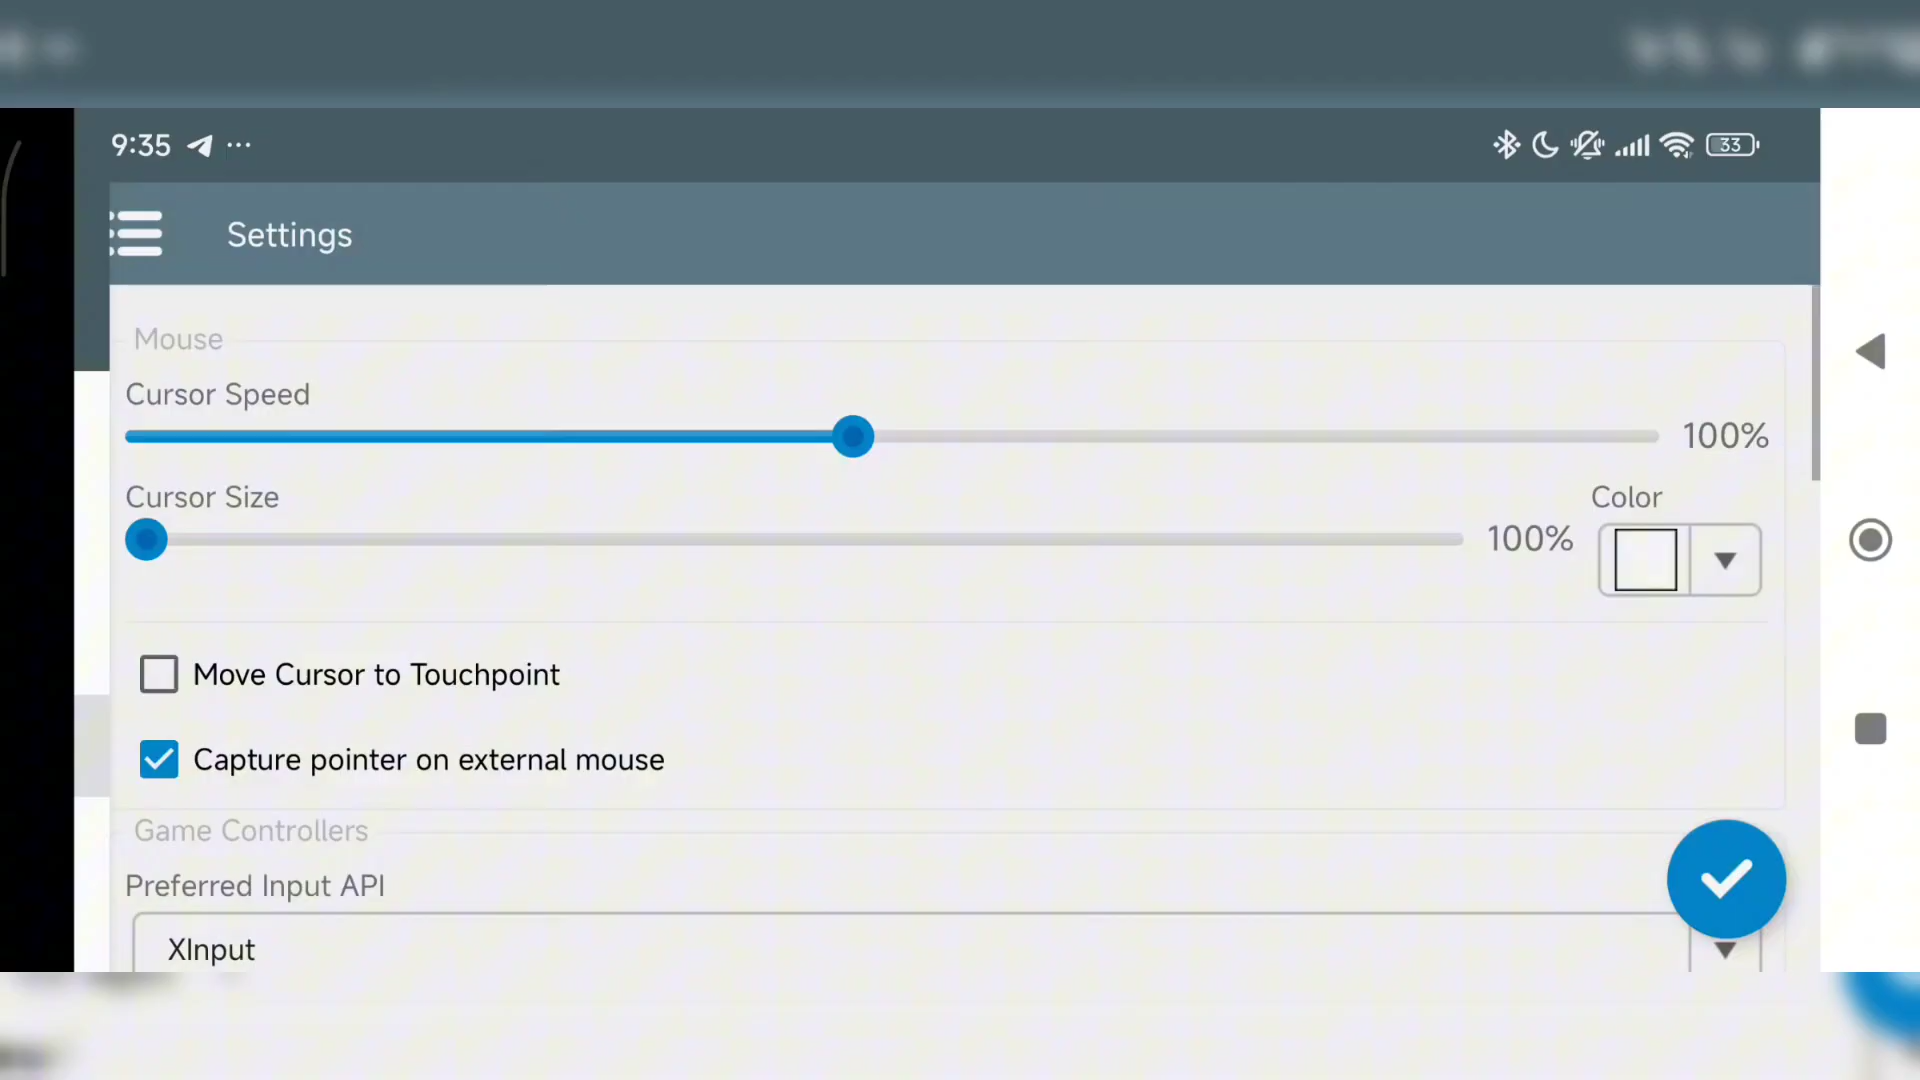 9:35
33
Settings
Mouse
Cursor Speed
100%
Cursor Size
100%
Color
Move Cursor to Touchpoint
Capture pointer on external mouse
Game Controllers
Preferred Input API
XInput